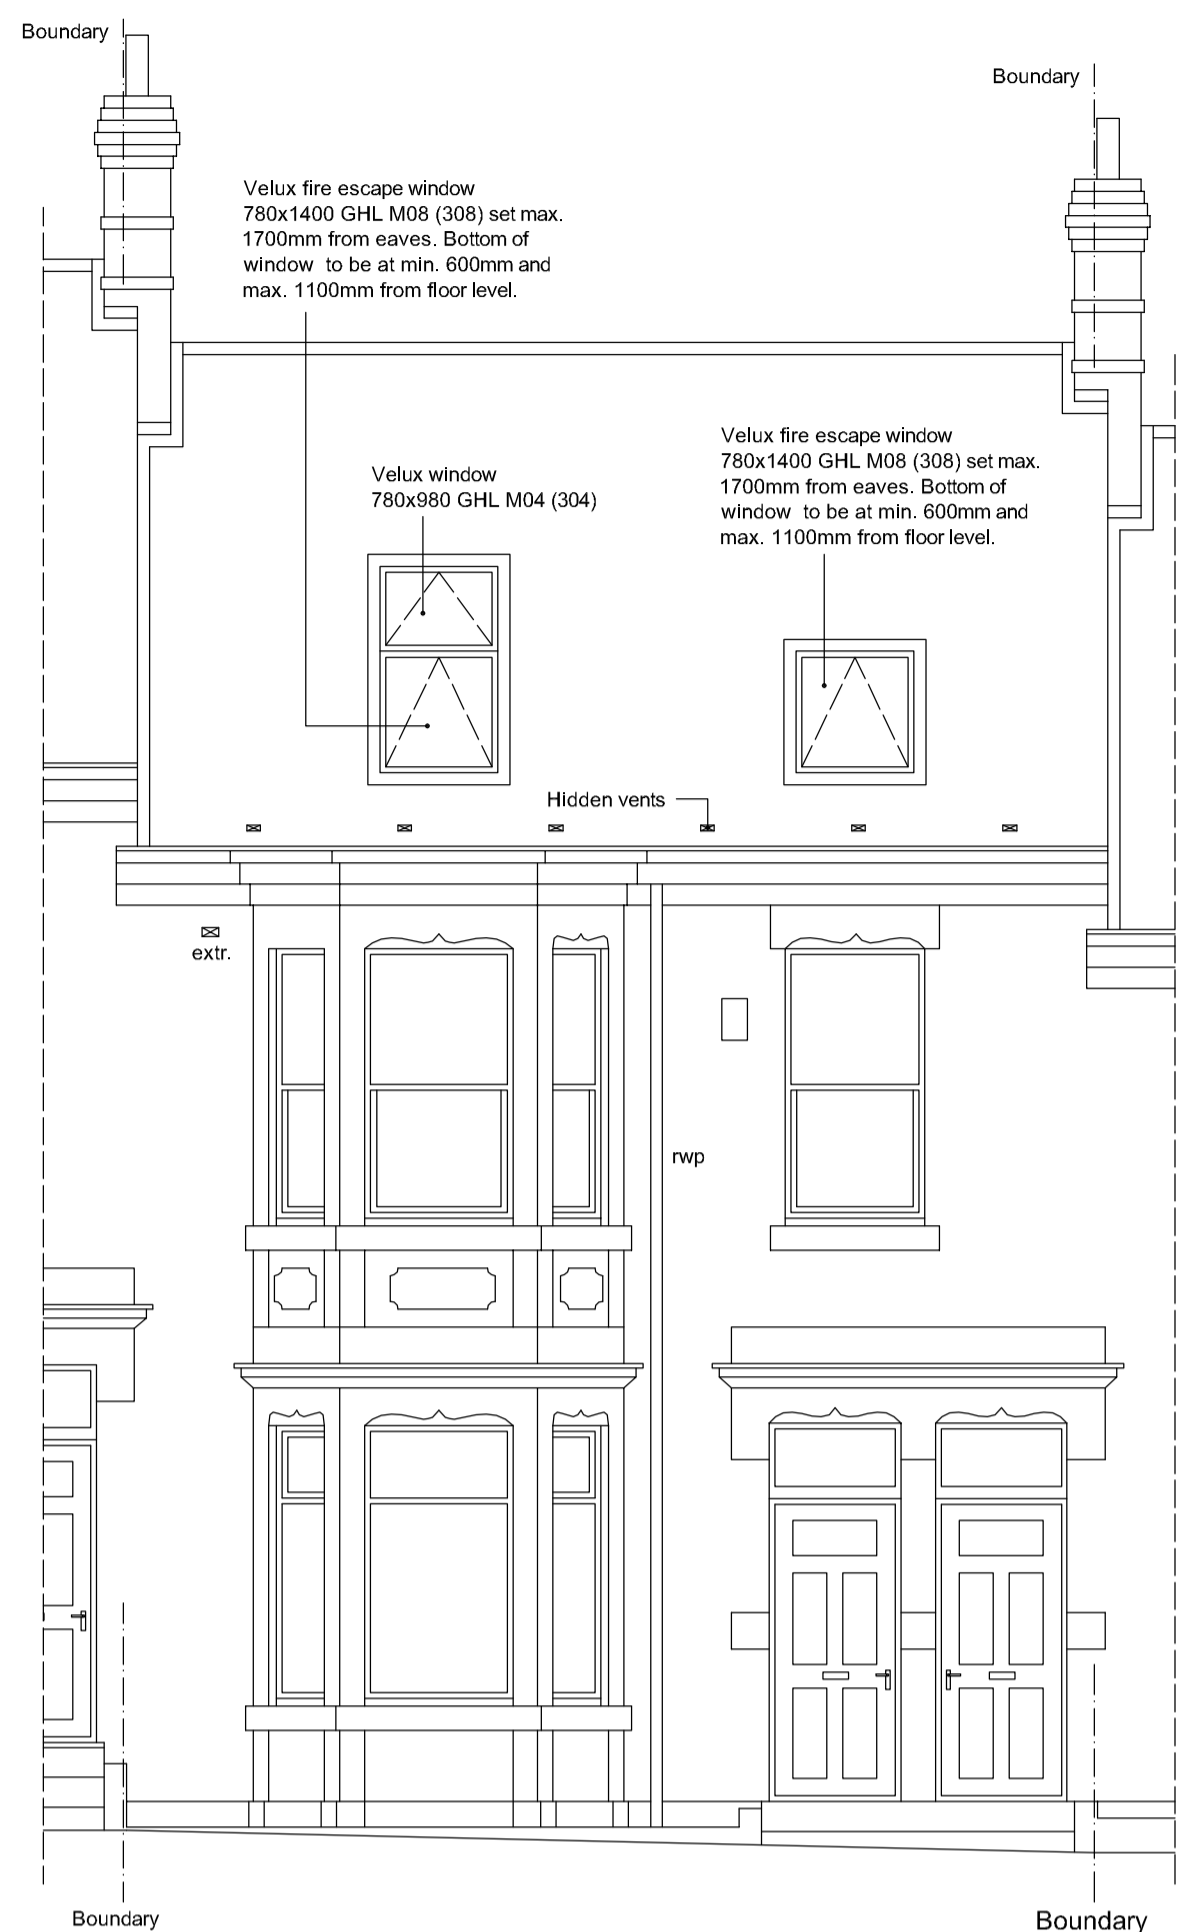 Boundary
Boundary
Velux fire escape window
780x1400 GHL M08 (308) set max.
1700mm from eaves. Bottom of
window to be at min. 600mm and
max. 1100mm from floor level.
Velux window
780x980 GHL M04 (304)
Velux fire escape window
780x1400 GHL M08 (308) set max.
1700mm from eaves. Bottom of
window to be at min. 600mm and
max. 1100mm from floor level.
Hidden vents
extr.
rwp
Boundary
Boundary